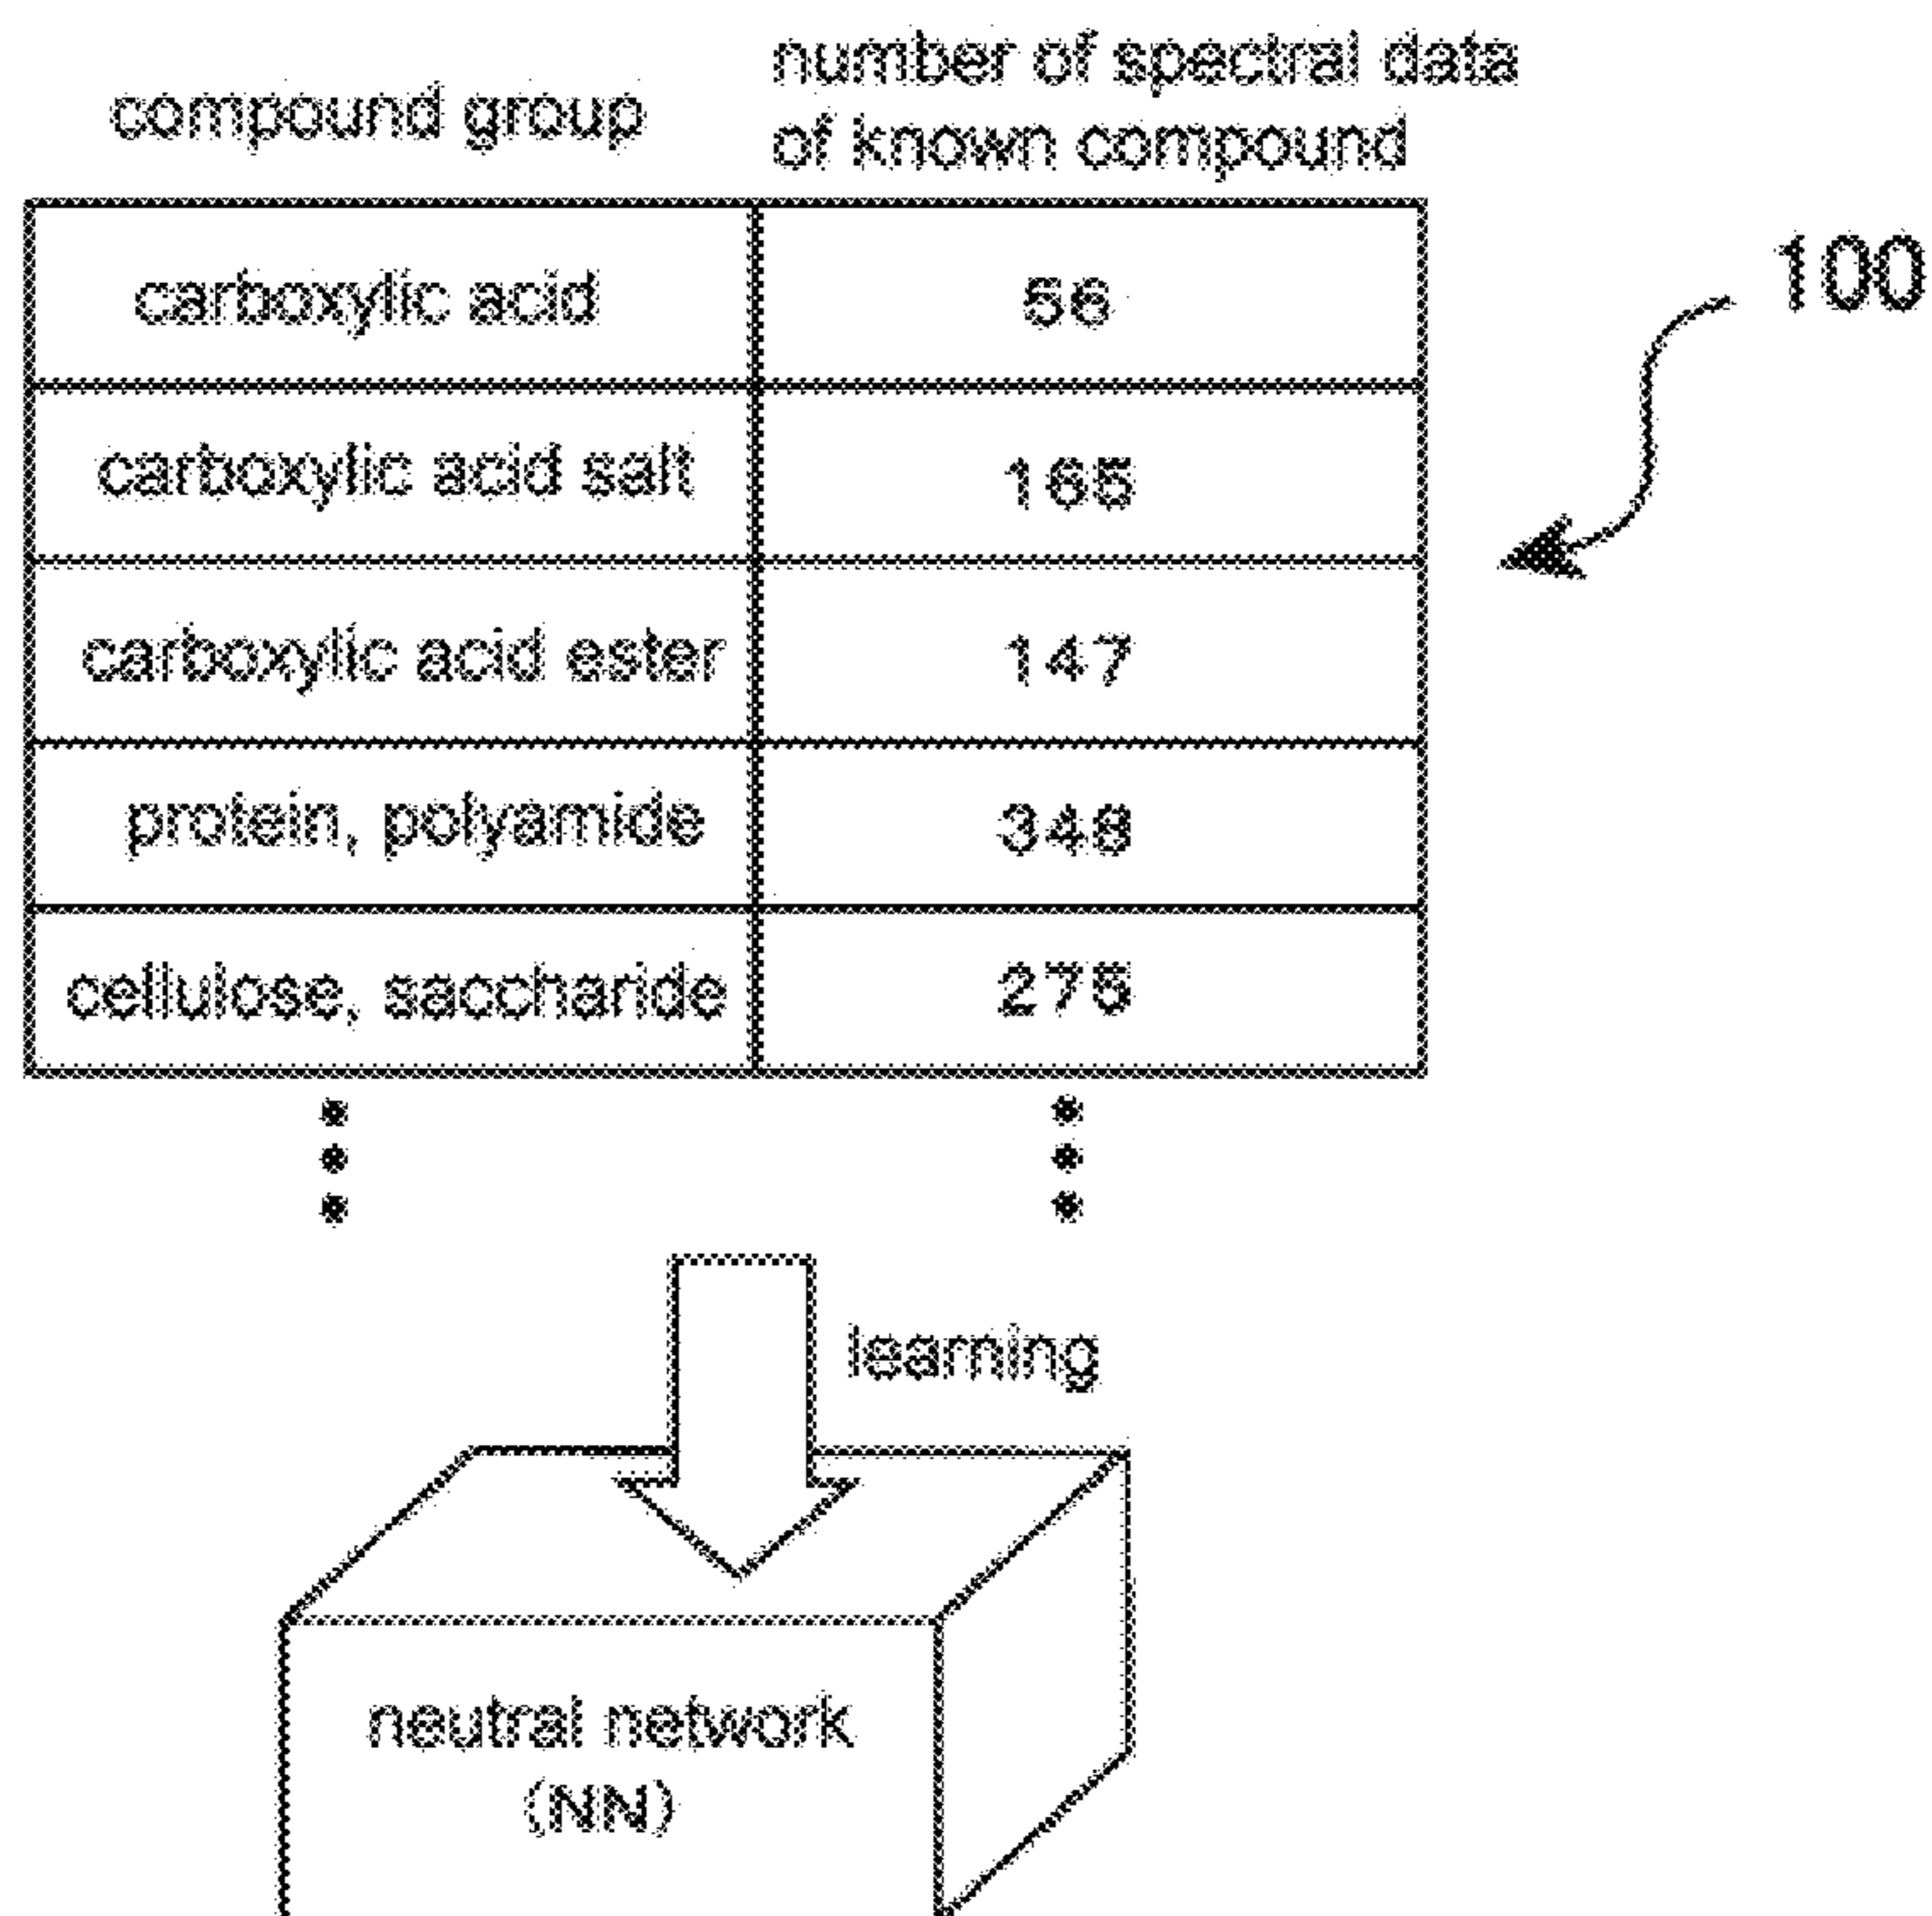 number of spectral data
compound group
of known compound
carboxylic acid 56
100
carboxylic acid salt 165
carboxylic acid ester 147
protein, polyamide
cellulose, saccharide 275
learning
neutral network
(NN)